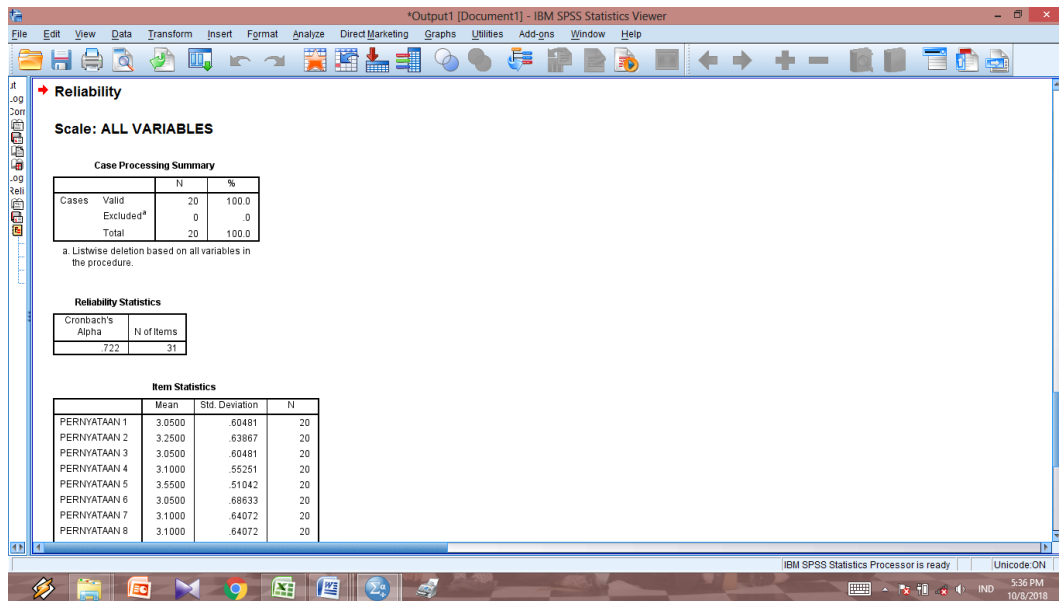 *Output1 [Document1] - IBM SPSS Statistics Viewer
File Edit View Data Transform Insert Format Analyze Direct Marketing Graphs Utilities Add-ons Window Help
Reliability
Scale: ALL VARIABLES
Case Processing Summary
N %
Cases Valid 20 100.0
Excludedª 0 .0
Total 20 100.0
a. Listwise deletion based on all variables in
the procedure.
Reliability Statistics
Cronbach's
Alpha N of Items
.722 31
Item Statistics
Mean Std. Deviation N
PERNYATAAN 1 3.0500 .60481 20
PERNYATAAN 2 3.2500 .63867 20
PERNYATAAN 3 3.0500 .60481 20
PERNYATAAN 4 3.1000 .55251 20
PERNYATAAN 5 3.5500 .51042 20
PERNYATAAN 6 3.0500 .68633 20
PERNYATAAN 7 3.1000 .64072 20
PERNYATAAN 8 3.1000 .64072 20
IBM SPSS Statistics Processor is ready Unicode:ON
IND 5:36 PM
10/8/2018